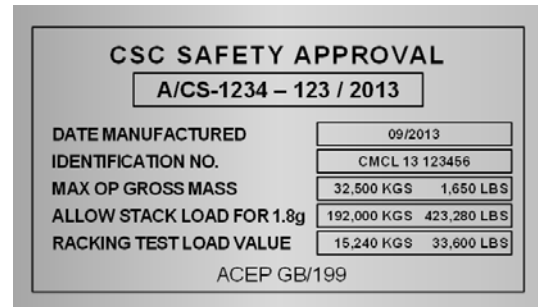 CSC SAFETY APPROVAL
A/CS-1234 – 123 / 2013
DATE MANUFACTURED 09/2013
IDENTIFICATION NO. CMCL 13 123456
MAX OP GROSS MASS 32,500 KGS 1,650 LBS
ALLOW STACK LOAD FOR 1.8g 192,000 KGS 423,280 LBS
RACKING TEST LOAD VALUE 15,240 KGS 33,600 LBS
ACEP GB/199